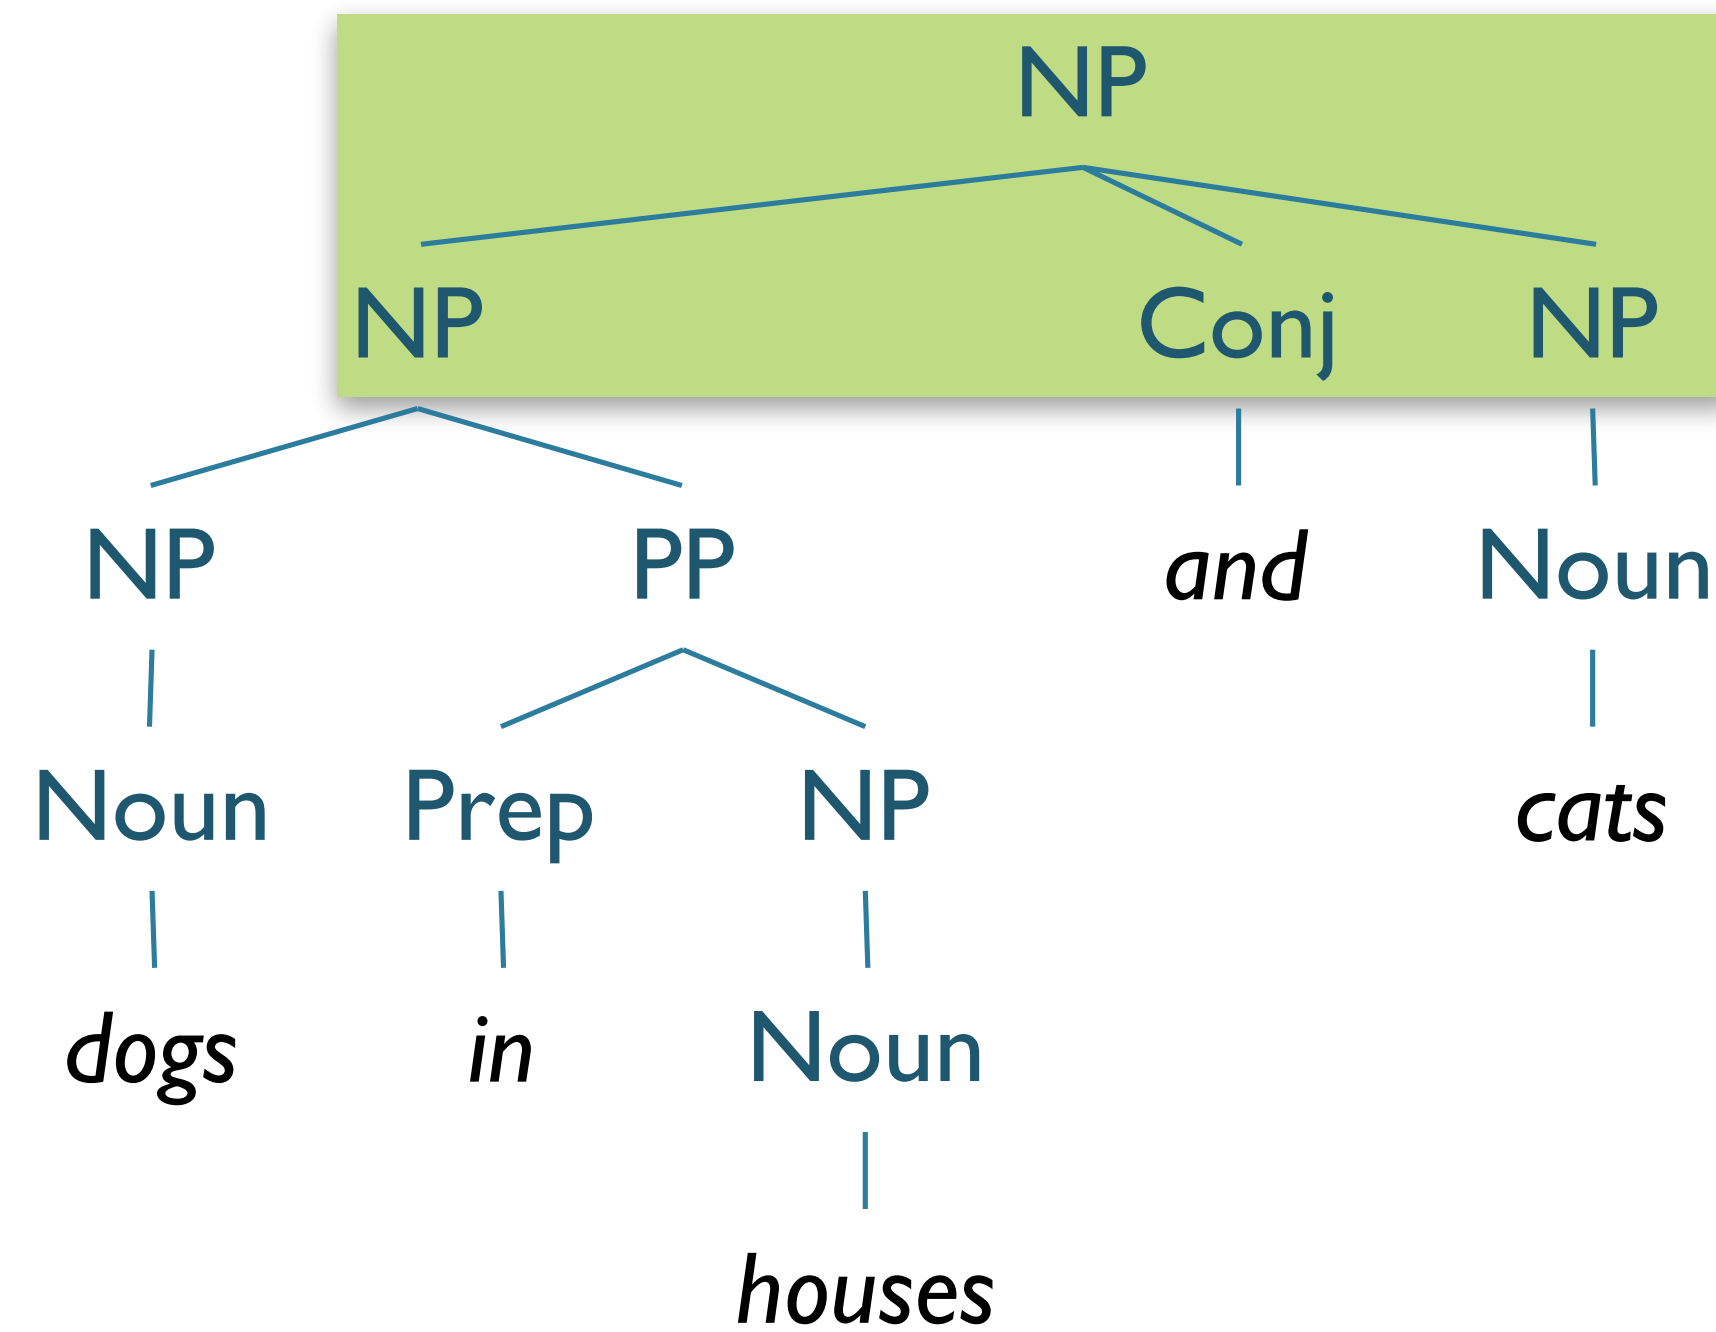 NP
NP Conj NP
NP PP and Noun
Noun Prep NP cats
dogs in Noun
houses